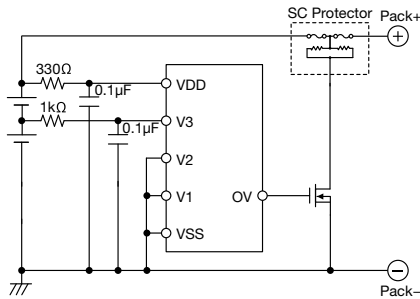 SC Protector
Pack+
+
330Ω
0.1µF
VDD
1kΩ
0.1µF
V3
V2
V1
OV
VSS
−
Pack−